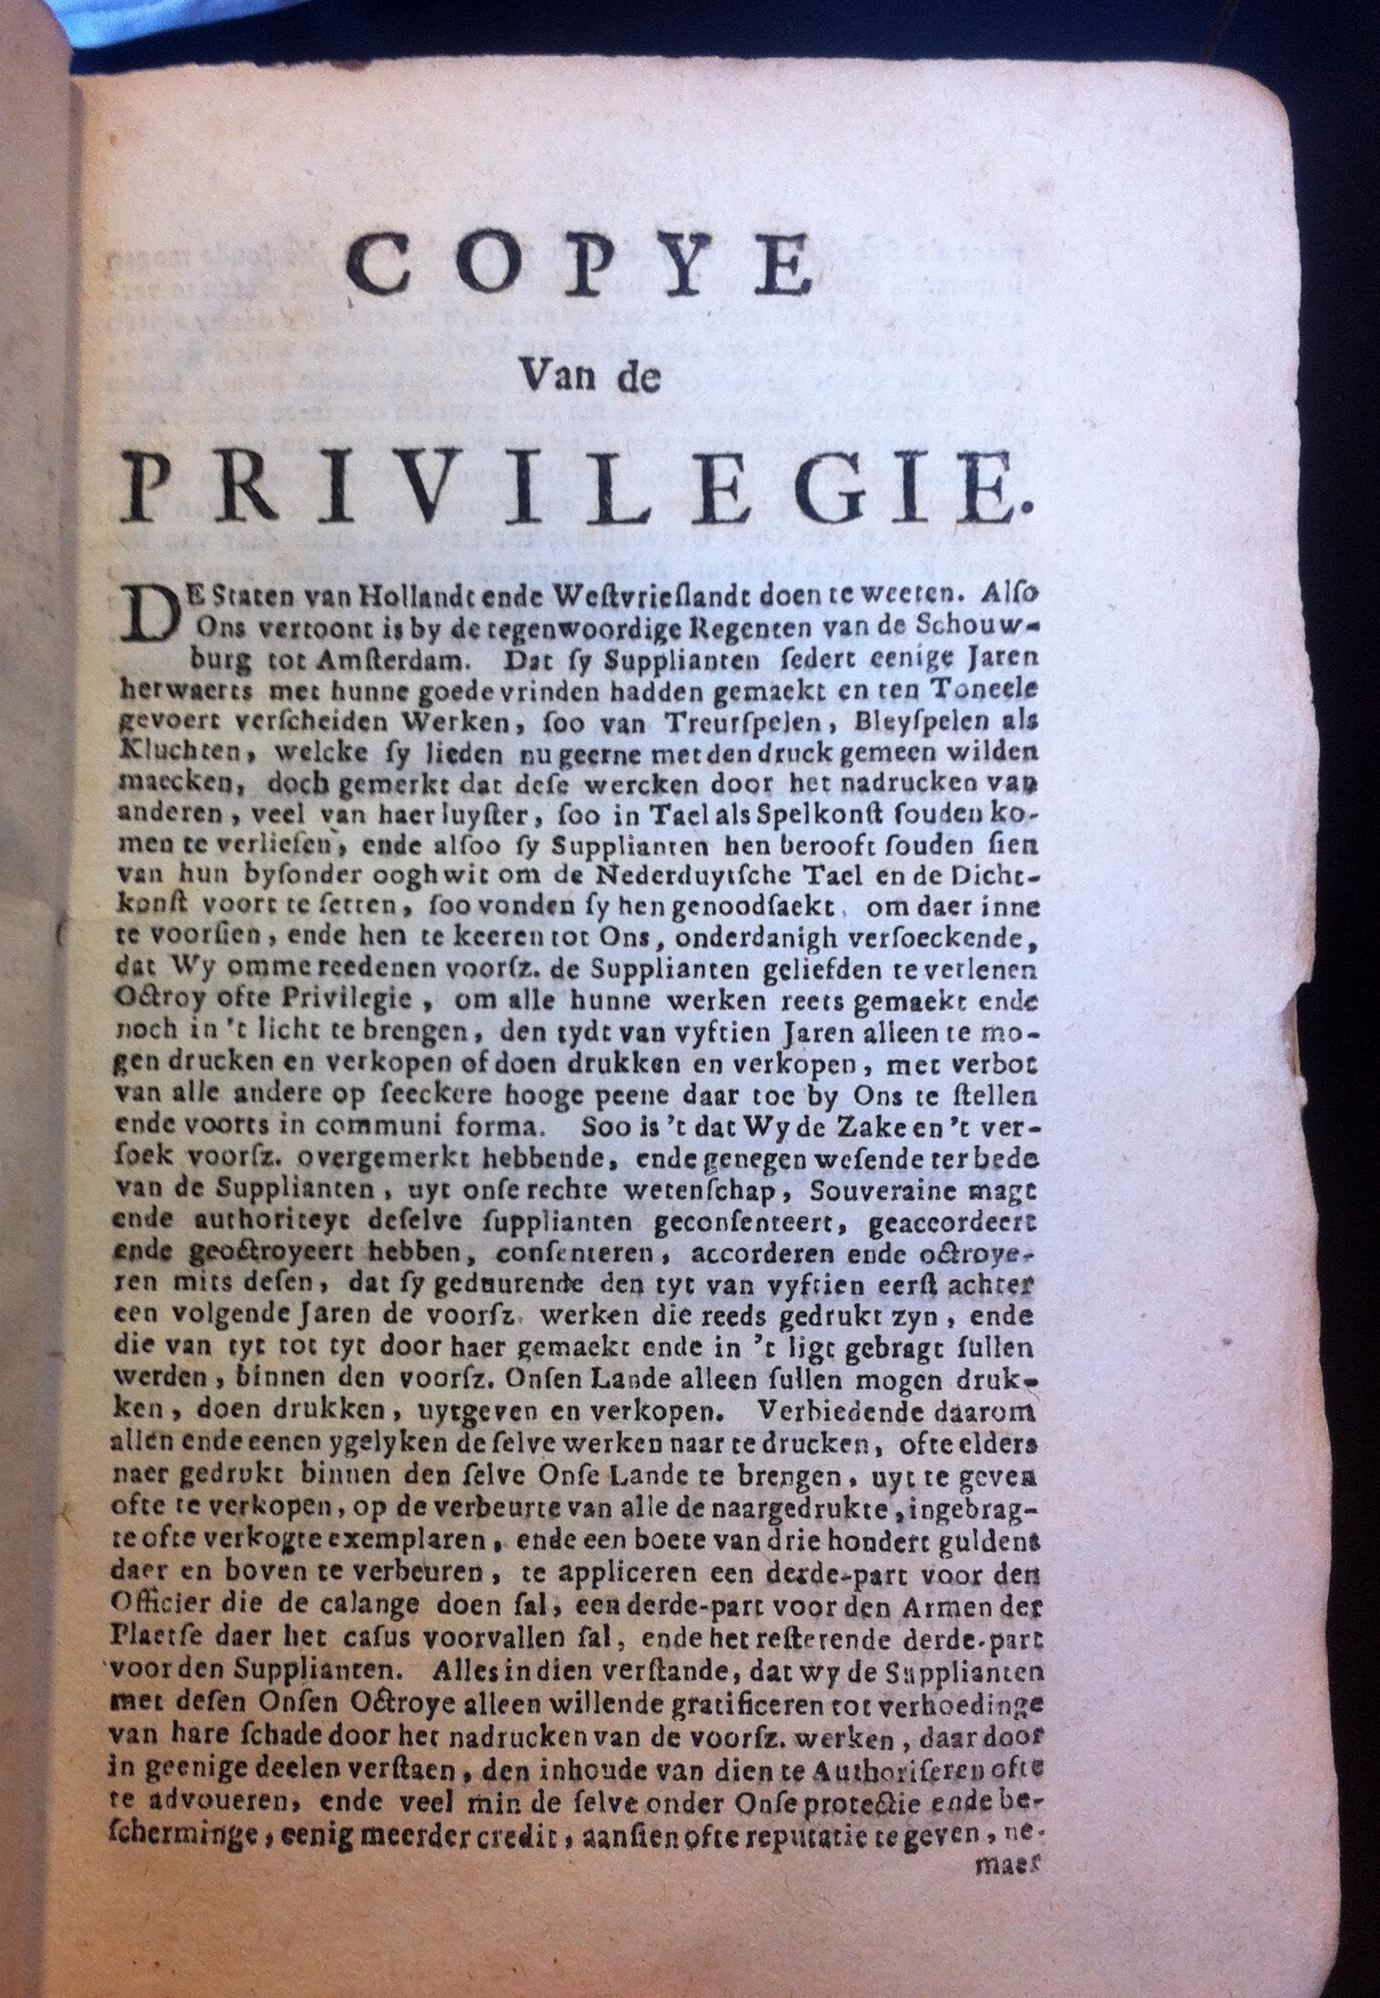 COPYE
Van de
PRIVILEGIE.
DE Staten van Hollandt ende Weſtvrieſlandt doen te weeten. Alſo
Ons vertoont is by de tegenwoordige Regenten van de Schouw-
burg tot Amſterdam. Dat ſy Supplianten ſedert eenige Jaren
herwaerts met hunne goede vrinden hadden gemaekt en ten Toneele
gevoert verſcheiden Werken, ſoo van Treurſpelen, Bleyſpelen als
Kluchten, welcke ſy lieden nu geerne met den druck gemeen wilden
maecken, doch gemerkt dat deſe wercken door het nadrucken van
anderen, veel van haer luyſter, ſoo in Tael als Spelkonſt ſouden ko-
men te verlieſen, ende alſoo ſy Supplianten hen berooft ſouden ſien
van hun byſonder ooghwit om de Nederduytſche Tael en de Dicht-
konſt voort te ſetten, ſoo vonden ſy hen genoodſaekt, om daer inne
te voorſien, ende hen te keeren tot Ons, onderdanigh verſoeckende,
dat Wy omme reedenen voorſz. de Supplianten geliefden te verlenen
Octroy ofte Privilegie, om alle hunne werken reets gemaekt ende
noch in 't licht te brengen, den tydt van vyftien Jaren alleen te mo-
gen drucken en verkopen of doen drukken en verkopen, met verbot
van alle andere op ſeeckere hooge peene daar toe by Ons te ſtellen
ende voorts in communi forma. Soo is 't dat Wy de Zake en 't ver-
ſoek voorſz. overgemerkt hebbende, ende genegen weſende ter bede
van de Supplianten, uyt onſe rechte wetenſchap, Souveraine magt
ende authoriteyt deſelve ſupplianten geconſenteert, geaccordeert
ende geoctroyeert hebben, conſenteren, accorderen ende octroye-
ren mits deſen, dat ſy geduurende den tyt van vyftien eerſt achter
een volgende Jaren de voorſz. werken die reeds gedrukt zyn, ende
die van tyt tot tyt door haer gemaekt ende in 't ligt gebragt ſullen
werden, binnen den voorſz. Onſen Lande alleen ſullen mogen druk-
ken, doen drukken, uytgeven en verkopen. Verbiedende daarom
allen ende eenen ygelyken de ſelve werken naar te drucken, ofte elders
naer gedrukt binnen den ſelve Onſe Lande te brengen, uyt te geven
ofte te verkopen, op de verbeurte van alle de naargedrukte, ingebrag-
te ofte verkogte exemplaren, ende een boete van drie hondert guldens
daer en boven te verbeuren, te appliceren een derde-part voor den
Officier die de calange doen ſal, een derde-part voor den Armen der
Plaetſe daer het caſus voorvallen ſal, ende het reſterende derde-part
voor den Supplianten. Alles in dien verſtande, dat wy de Supplianten
met deſen Onſen Octroye alleen willende gratificeren tot verhoedinge
van hare ſchade door het nadrucken van de voorſz. werken, daar door
in geenige deelen verſtaen, den inhoude van dien te Authoriſeren ofte
te advoueren, ende veel min de ſelve onder Onſe protectie ende be-
ſcherminge, eenig meerder credit, aanſien ofte reputatie te geven, ne-
maer